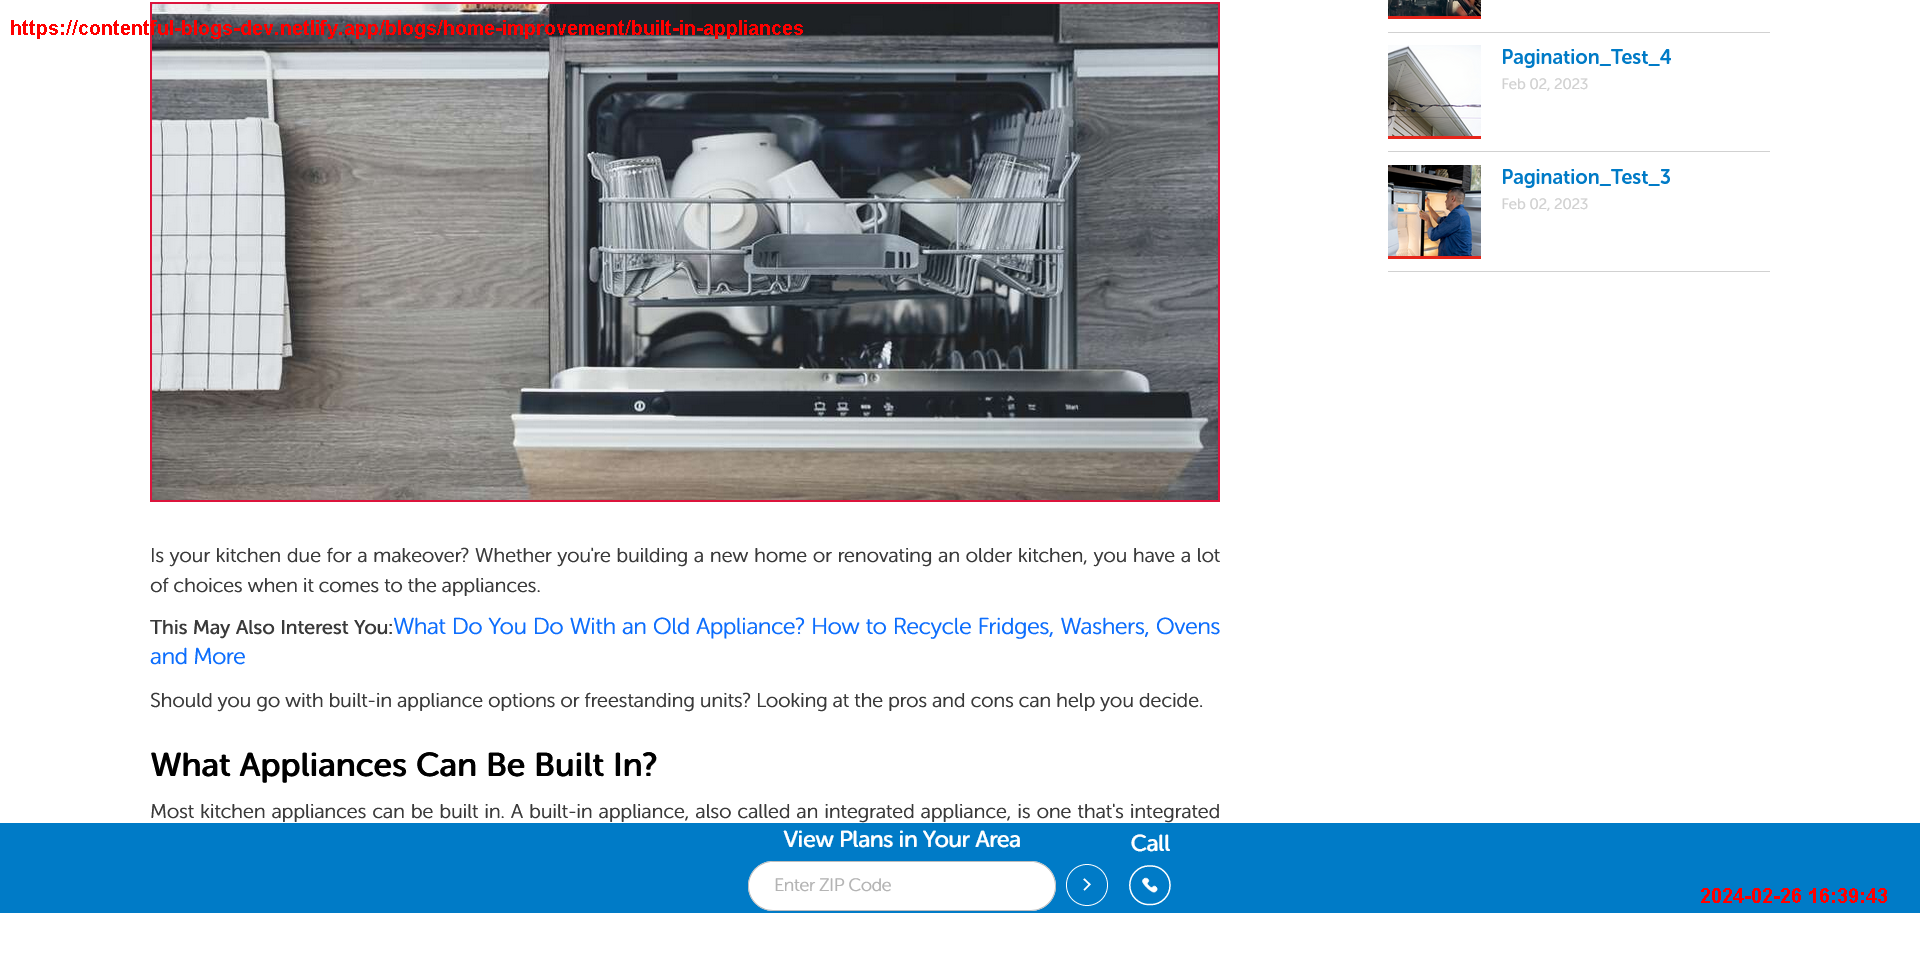 https://contentful-blogs-dev.netlify.app/blogs/home-improvement/built-in-appliances
Pagination_Test_4
Feb 02, 2023
Pagination_Test_3
Feb 02, 2023
Start
Is your kitchen due for a makeover? Whether you're building a new home or renovating an older kitchen, you have a lot
of choices when it comes to the appliances.
This May Also Interest You:What Do You Do With an Old Appliance? How to Recycle Fridges, Washers, Ovens
and More
Should you go with built-in appliance options or freestanding units? Looking at the pros and cons can help you decide.
What Appliances Can Be Built In?
Most kitchen appliances can be built in. A built-in appliance, also called an integrated appliance, is one that's integrated
View Plans in Your Area
Call
Enter ZIP Code
2024-02-26 16:39:43